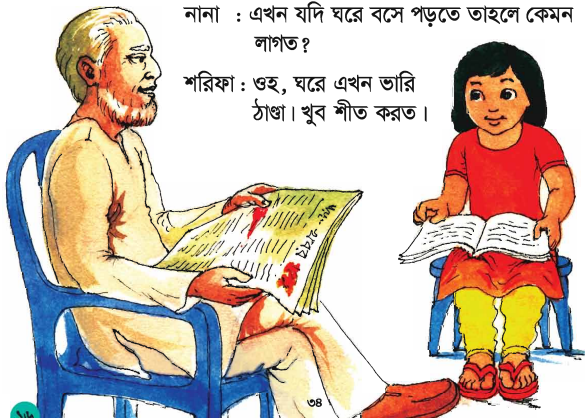 নানা : এখন যদি ঘরে বসে পড়তে তাহলে কেমন
লাগত?
শরিফা : ওহ, ঘরে এখন ভারি
ঠাণ্ডা। খুব শীত করত।
৩৪